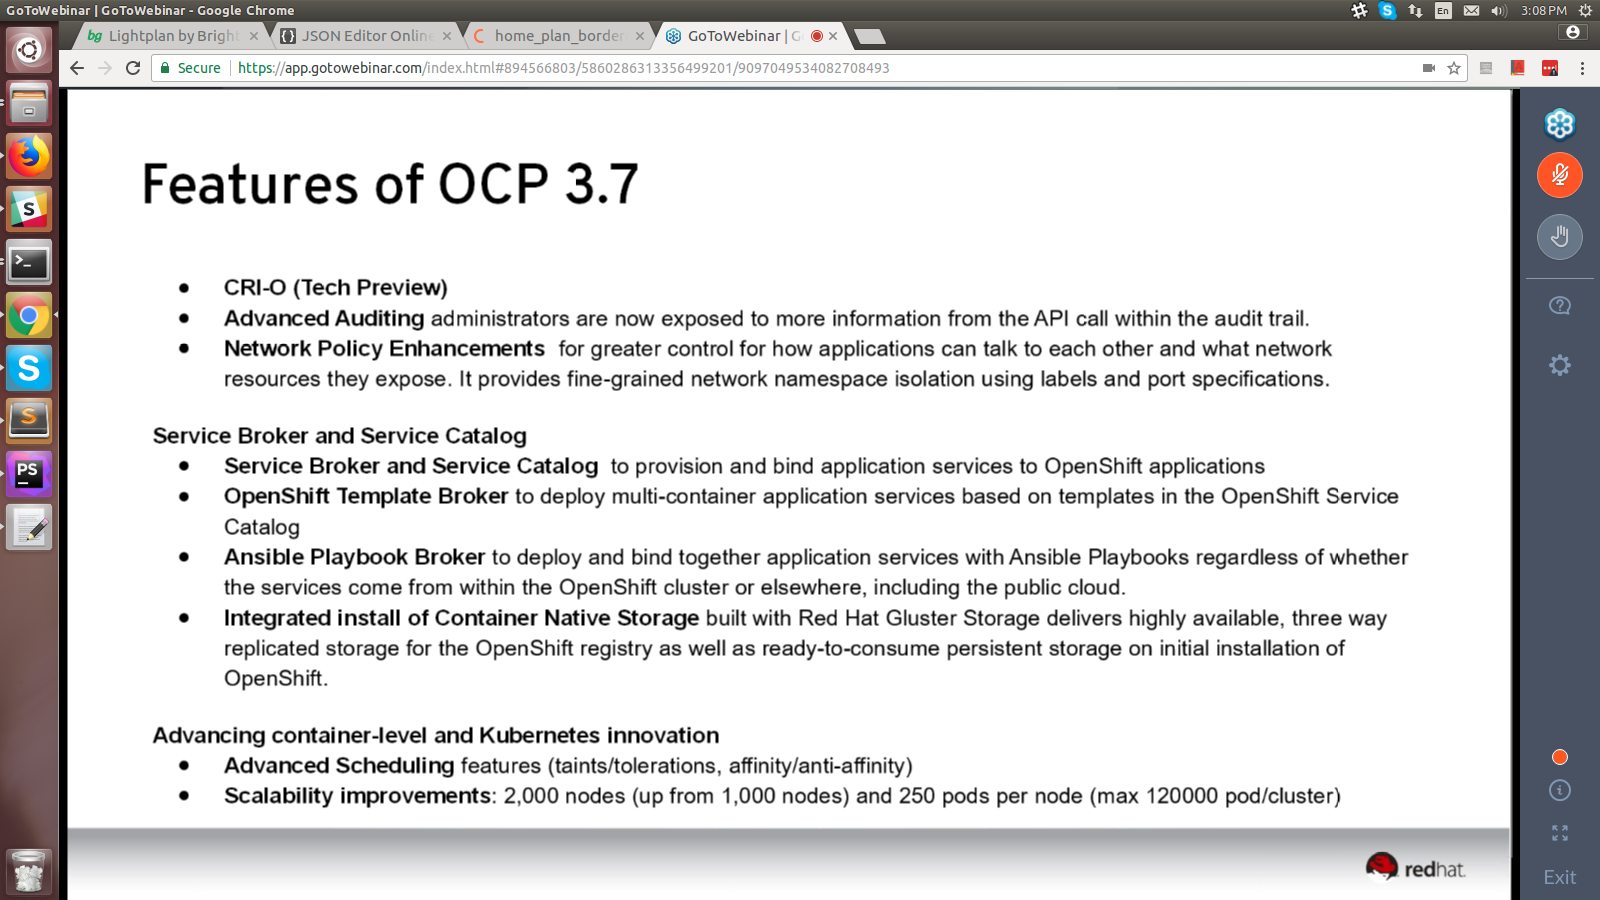 GoToWebinar | GoToWebinar - Google Chrome
En
3:08 PM
bg Lightplan by Brigh
{} JSON Editor Online
home_plan_border
GoToWebinar | G
Secure
https://app.gotowebinar.com/index.html#894566803/5860286313356499201/9097049534082708493
Features of OCP 3.7
● CRI-O (Tech Preview)
● Advanced Auditing administrators are now exposed to more information from the API call within the audit trail.
● Network Policy Enhancements for greater control for how applications can talk to each other and what network
resources they expose. It provides fine-grained network namespace isolation using labels and port specifications.
Service Broker and Service Catalog
● Service Broker and Service Catalog to provision and bind application services to OpenShift applications
● OpenShift Template Broker to deploy multi-container application services based on templates in the OpenShift Service
Catalog
● Ansible Playbook Broker to deploy and bind together application services with Ansible Playbooks regardless of whether
the services come from within the OpenShift cluster or elsewhere, including the public cloud.
● Integrated install of Container Native Storage built with Red Hat Gluster Storage delivers highly available, three way
replicated storage for the OpenShift registry as well as ready-to-consume persistent storage on initial installation of
OpenShift.
Advancing container-level and Kubernetes innovation
● Advanced Scheduling features (taints/tolerations, affinity/anti-affinity)
● Scalability improvements: 2,000 nodes (up from 1,000 nodes) and 250 pods per node (max 120000 pod/cluster)
redhat.
Exit
S
S
S
PS